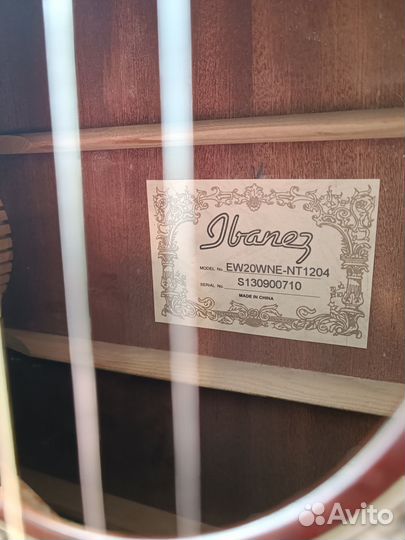 Ibanez
MODEL No. EW20WNE-NT1204
SERIAL No. S130900710
MADE IN CHINA
Avito